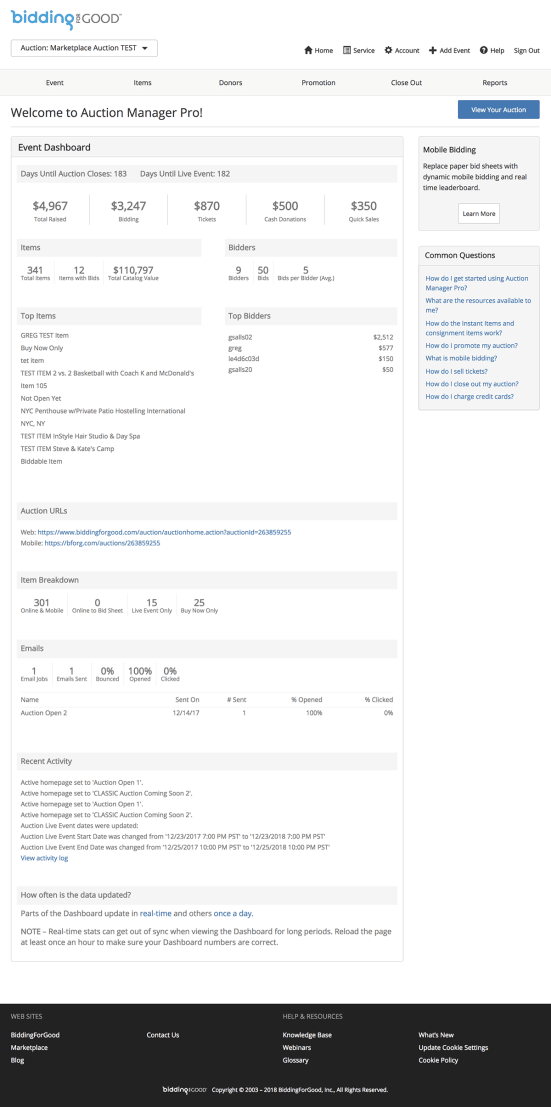 bidding FOR GOOD™
Auction: Marketplace Auction TEST
Home Service Account Add Event Help Sign Out
Event Items Donors Promotion Close Out Reports
Welcome to Auction Manager Pro!
View Your Auction
Event Dashboard
Days Until Auction Closes: 183 Days Until Live Event: 182
$4,967 $3,247 $870 $500 $350
Total Raised Bidding Tickets Cash Donations Quick Sales
Items
341 12 $110,797
Total Items Items with Bids Total Catalog Value
Bidders
9 50 5
Bidders Bids Bids per Bidder (Avg.)
Top Items
GREG TEST Item
Buy Now Only
tet item
TEST ITEM 2 vs. 2 Basketball with Coach K and McDonald's
Item 105
Not Open Yet
NYC Penthouse w/Private Patio Hostelling International
NYC, NY
TEST ITEM InStyle Hair Studio & Day Spa
TEST ITEM Steve & Kate's Camp
Biddable Item
Top Bidders
gsalls02 $2,512
greg $577
le4d6c03d $150
gsalls20 $50
Auction URLs
Web: https://www.biddingforgood.com/auction/auctionhome.action?auctionId=263859255
Mobile: https://bforg.com/auctions/263859255
Item Breakdown
301 0 15 25
Online & Mobile Online to Bid Sheet Live Event Only Buy Now Only
Emails
1 1 0% 100% 0%
Email Jobs Emails Sent Bounced Opened Clicked
Name Sent On # Sent % Opened % Clicked
Auction Open 2 12/14/17 1 100% 0%
Recent Activity
Active homepage set to 'Auction Open 1'.
Active homepage set to 'CLASSIC Auction Coming Soon 2'.
Active homepage set to 'Auction Open 1'.
Active homepage set to 'CLASSIC Auction Coming Soon 2'.
Auction Live Event dates were updated:
Auction Live Event Start Date was changed from '12/23/2017 7:00 PM PST' to '12/23/2018 7:00 PM PST'
Auction Live Event End Date was changed from '12/25/2017 10:00 PM PST' to '12/25/2018 10:00 PM PST'
View activity log
How often is the data updated?
Parts of the Dashboard update in real-time and others once a day.
NOTE – Real-time stats can get out of sync when viewing the Dashboard for long periods. Reload the page
at least once an hour to make sure your Dashboard numbers are correct.
Mobile Bidding
Replace paper bid sheets with
dynamic mobile bidding and real
time leaderboard.
Learn More
Common Questions
How do I get started using Auction
Manager Pro?
What are the resources available to
me?
How do the Instant Items and
consignment items work?
How do I promote my auction?
What is mobile bidding?
How do I sell tickets?
How do I close out my auction?
How do I charge credit cards?
WEB SITES
BiddingForGood Contact Us
Marketplace
Blog
HELP & RESOURCES
Knowledge Base What's New
Webinars Update Cookie Settings
Glossary Cookie Policy
bidding FOR GOOD Copyright © 2003 – 2018 BiddingForGood, Inc., All Rights Reserved.